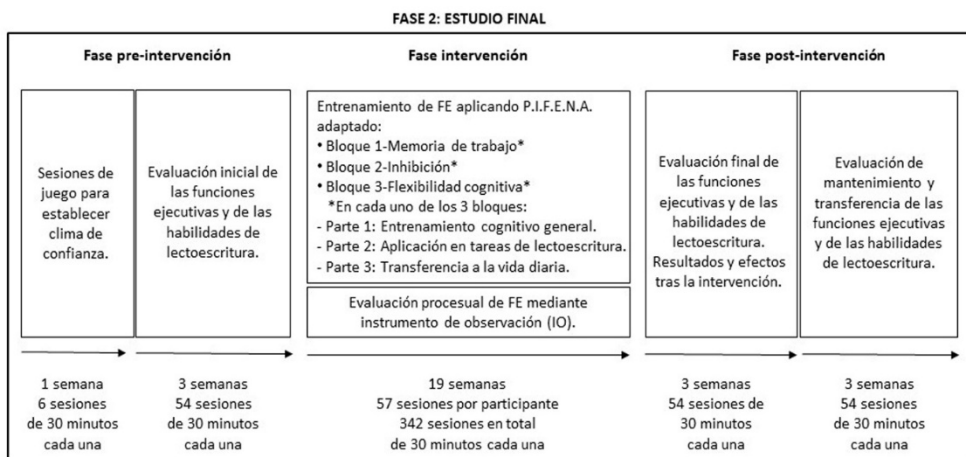 FASE 2: ESTUDIO FINAL
Fase pre-intervención
Fase intervención
Fase post-intervención
Sesiones de
juego para
establecer
clima de
confianza.
Evaluación inicial de
las funciones
ejecutivas y de las
habilidades de
lectoescritura.
Entrenamiento de FE aplicando P.I.F.E.N.A.
adaptado:
• Bloque 1-Memoria de trabajo*
• Bloque 2-Inhibición*
• Bloque 3-Flexibilidad cognitiva*
*En cada uno de los 3 bloques:
- Parte 1: Entrenamiento cognitivo general.
- Parte 2: Aplicación en tareas de lectoescritura.
- Parte 3: Transferencia a la vida diaria.
Evaluación procesual de FE mediante
instrumento de observación (IO).
Evaluación final de
las funciones
ejecutivas y de las
habilidades de
lectoescritura.
Resultados y efectos
tras la intervención.
Evaluación de
mantenimiento y
transferencia de las
funciones ejecutivas
y de las habilidades
de lectoescritura.
1 semana
6 sesiones
de 30 minutos
cada una
3 semanas
54 sesiones
de 30 minutos
cada una
19 semanas
57 sesiones por participante
342 sesiones en total
de 30 minutos cada una
3 semanas
54 sesiones de
30 minutos
cada una
3 semanas
54 sesiones
de 30 minutos
cada una